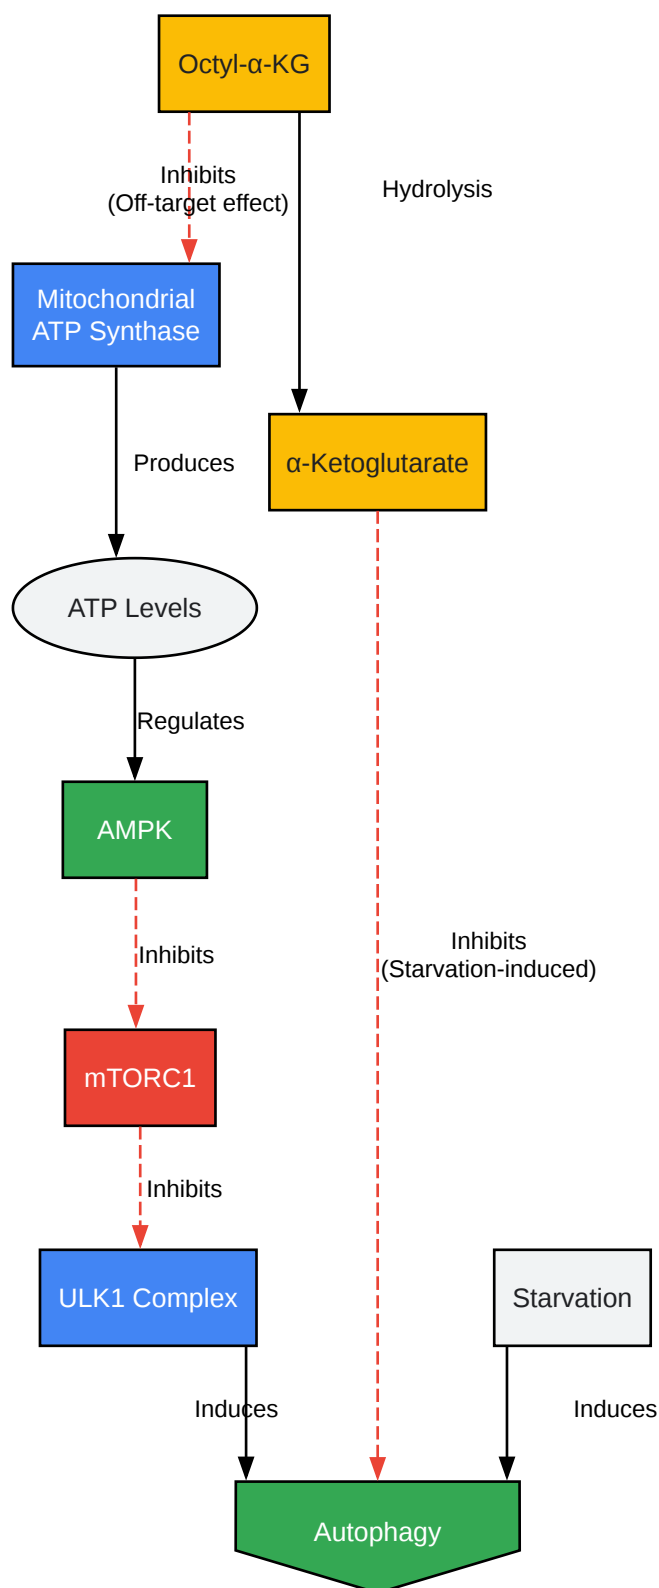 Octyl-α-KG
Inhibits
(Off-target effect)
Hydrolysis
Mitochondrial
ATP Synthase
Produces
α-Ketoglutarate
ATP Levels
Regulates
AMPK
Inhibits
Inhibits
(Starvation-induced)
mTORC1
Inhibits
ULK1 Complex
Starvation
Induces
Induces
Autophagy